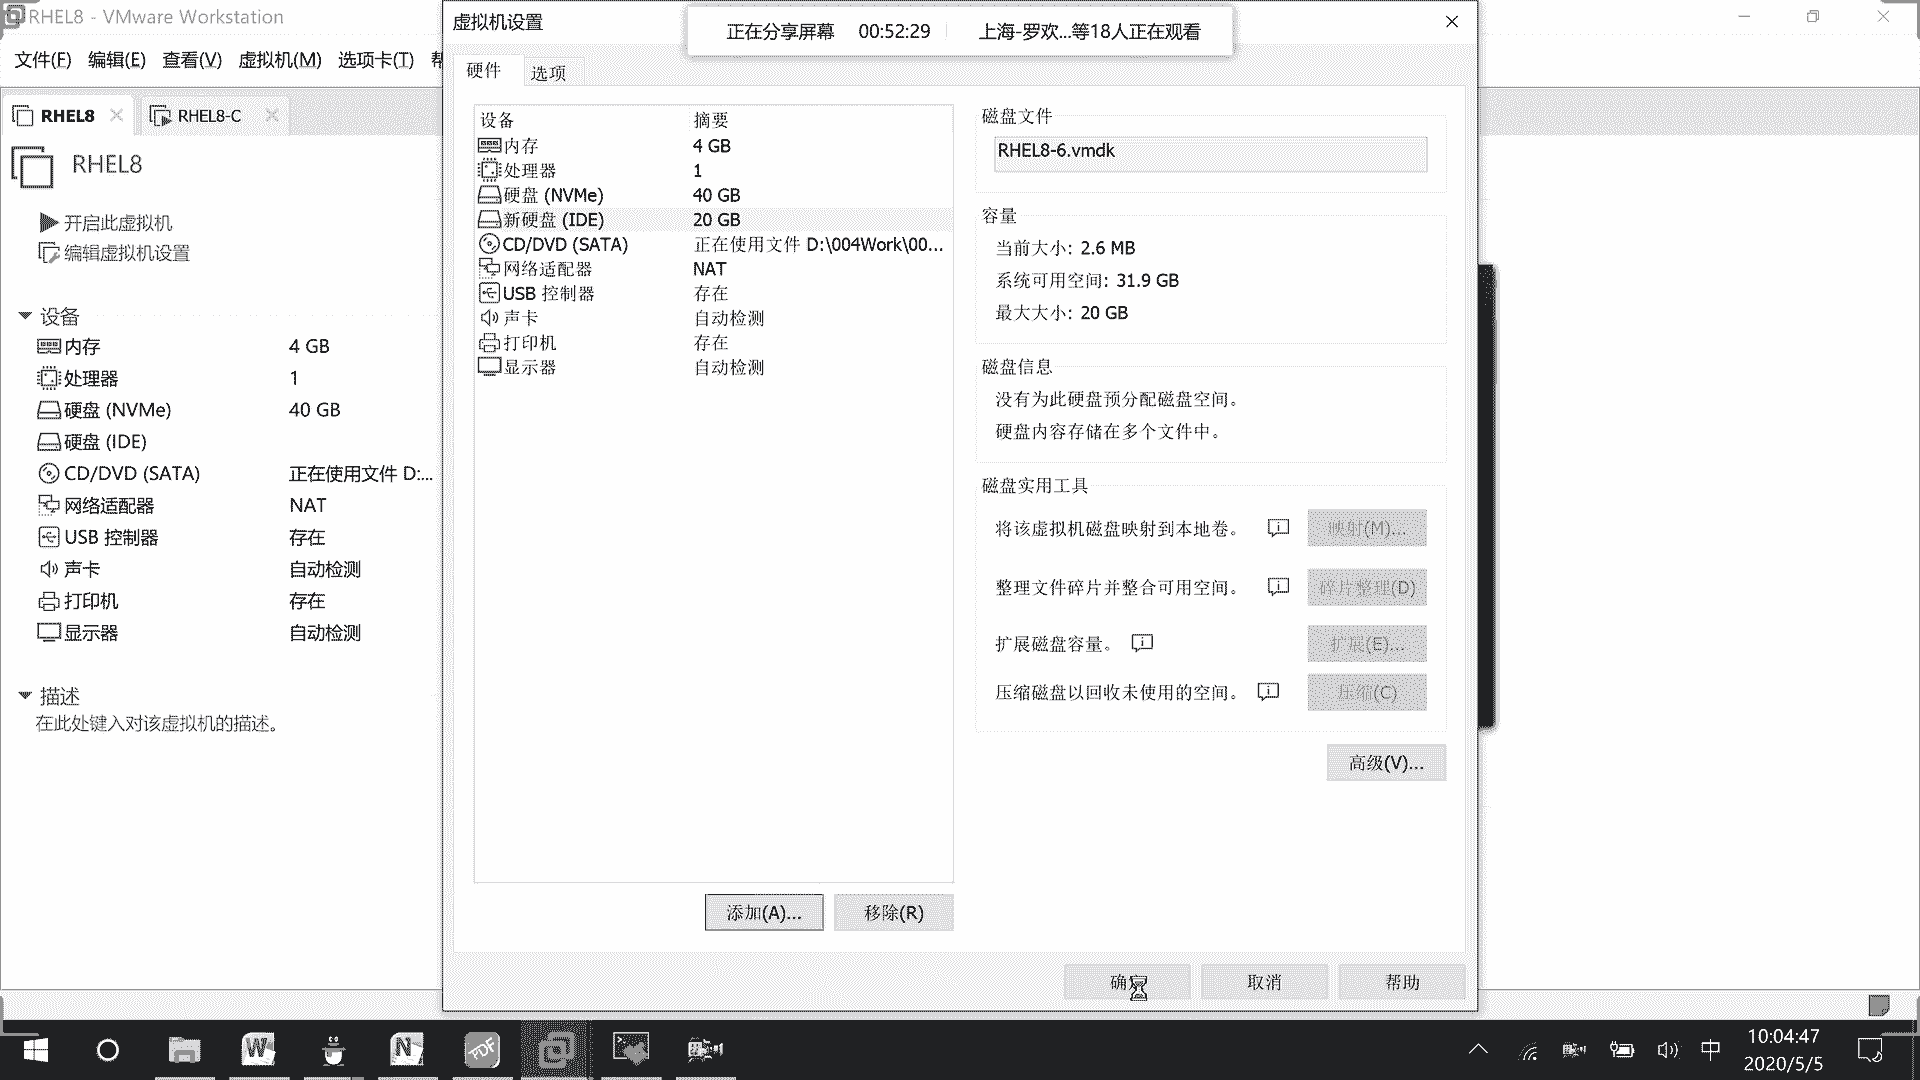 RHEL8 - VMware Workstation
文件(F) 编辑(E) 查看(V) 虚拟机(M) 选项卡(T)
RHEL8
RHEL8-C
RHEL8
开启此虚拟机
编辑虚拟机设置
设备
内存 4 GB
处理器 1
硬盘 (NVMe) 40 GB
硬盘 (IDE)
CD/DVD (SATA) 正在使用文件 D:...
网络适配器 NAT
USB 控制器 存在
声卡 自动检测
打印机 存在
显示器 自动检测
描述
在此处键入对该虚拟机的描述。
虚拟机设置
正在分享屏幕 00:52:29 上海-罗欢...等18人正在观看
硬件 选项
设备 摘要
内存 4 GB
处理器 1
硬盘 (NVMe) 40 GB
新硬盘 (IDE) 20 GB
CD/DVD (SATA) 正在使用文件 D:\004Work\00...
网络适配器 NAT
USB 控制器 存在
声卡 自动检测
打印机 存在
显示器 自动检测
添加(A)... 移除(R)
磁盘文件
RHEL8-6.vmdk
容量
当前大小: 2.6 MB
系统可用空间: 31.9 GB
最大大小: 20 GB
磁盘信息
没有为此硬盘预分配磁盘空间。
硬盘内容存储在多个文件中。
磁盘实用工具
将该虚拟机磁盘映射到本地卷。 映射(M)...
整理文件碎片并整合可用空间。 碎片整理(D)
扩展磁盘容量。 扩展(E)...
压缩磁盘以回收未使用的空间。 压缩(C)
高级(V)...
确定 取消 帮助
中
10:04:47
2020/5/5